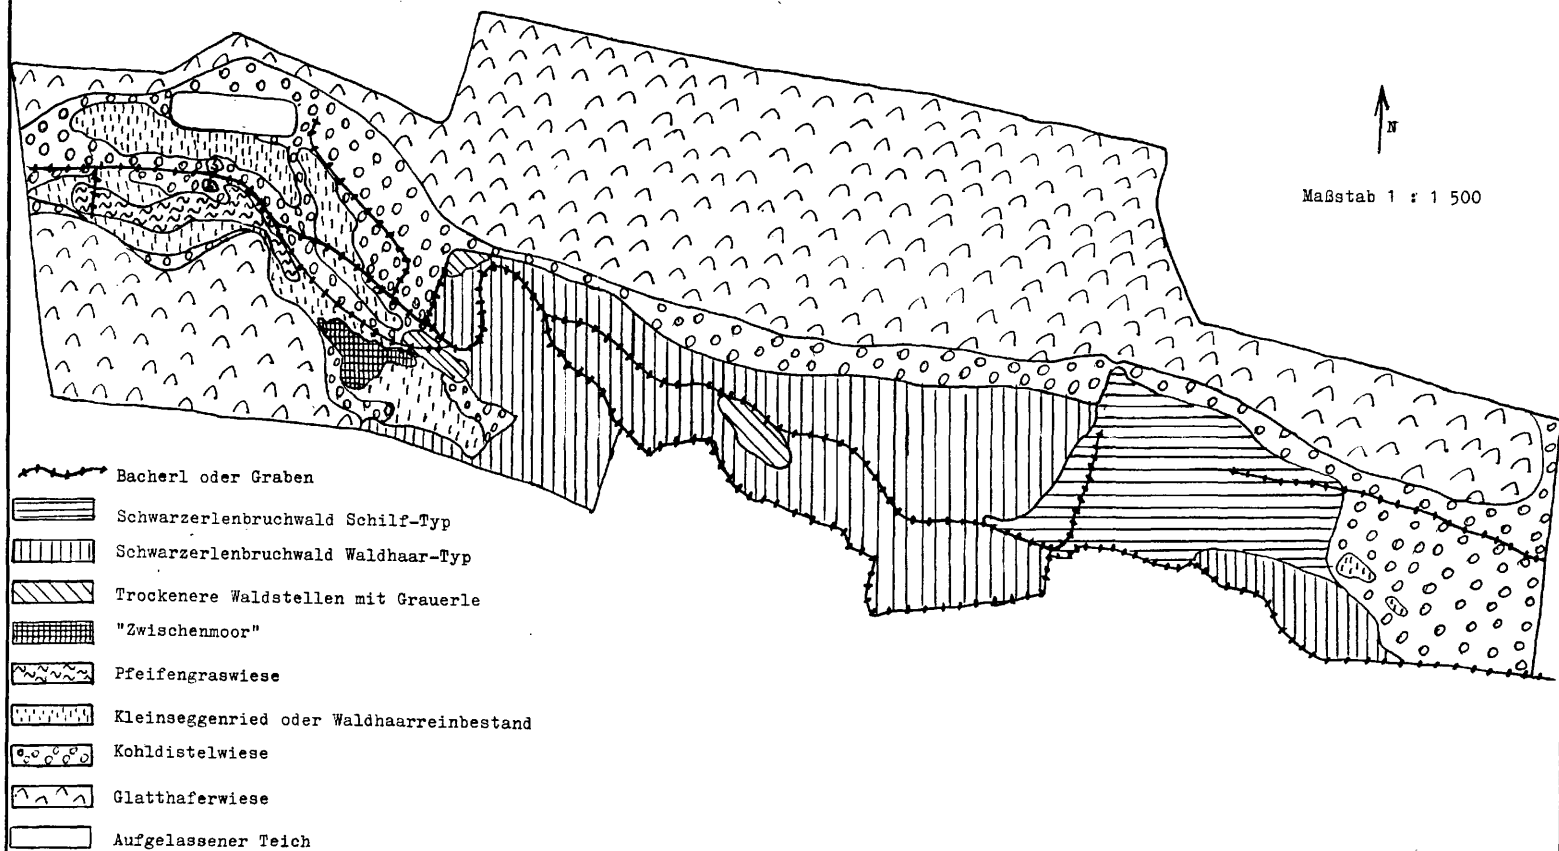 N
Maßstab 1 : 1 500
Bacherl oder Graben
Schwarzerlenbruchwald Schilf-Typ
Schwarzerlenbruchwald Waldhaar-Typ
Trockenere Waldstellen mit Grauerle
"Zwischenmoor"
Pfeifengraswiese
Kleinseggenried oder Waldhaarreinbestand
Kohldistelwiese
Glatthaferwiese
Aufgelassener Teich